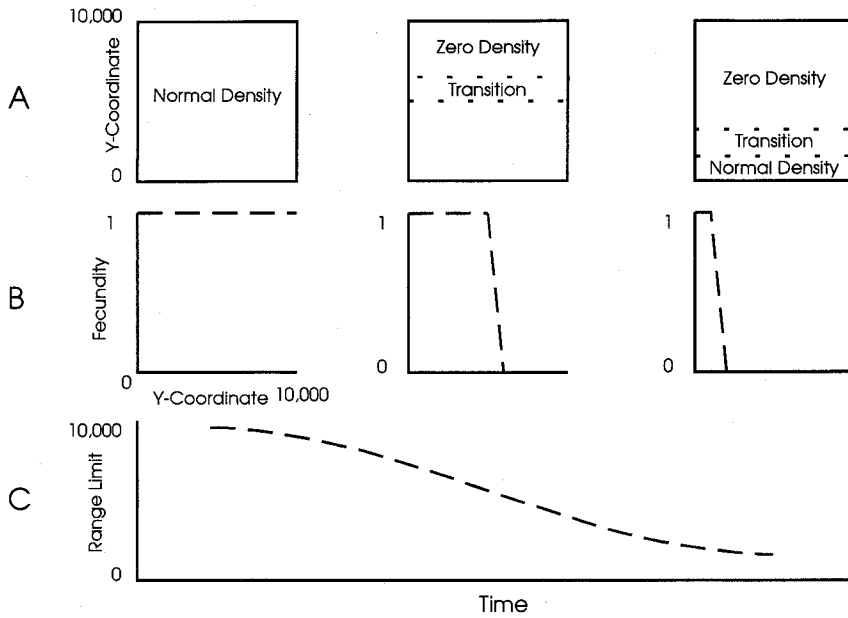 A
10,000
Y-Coordinate
0
Normal Density
Zero Density
Transition
Zero Density
Transition
Normal Density
B
1
Fecundity
0
Y-Coordinate
10,000
1
0
1
0
C
10,000
Range Limit
0
Time